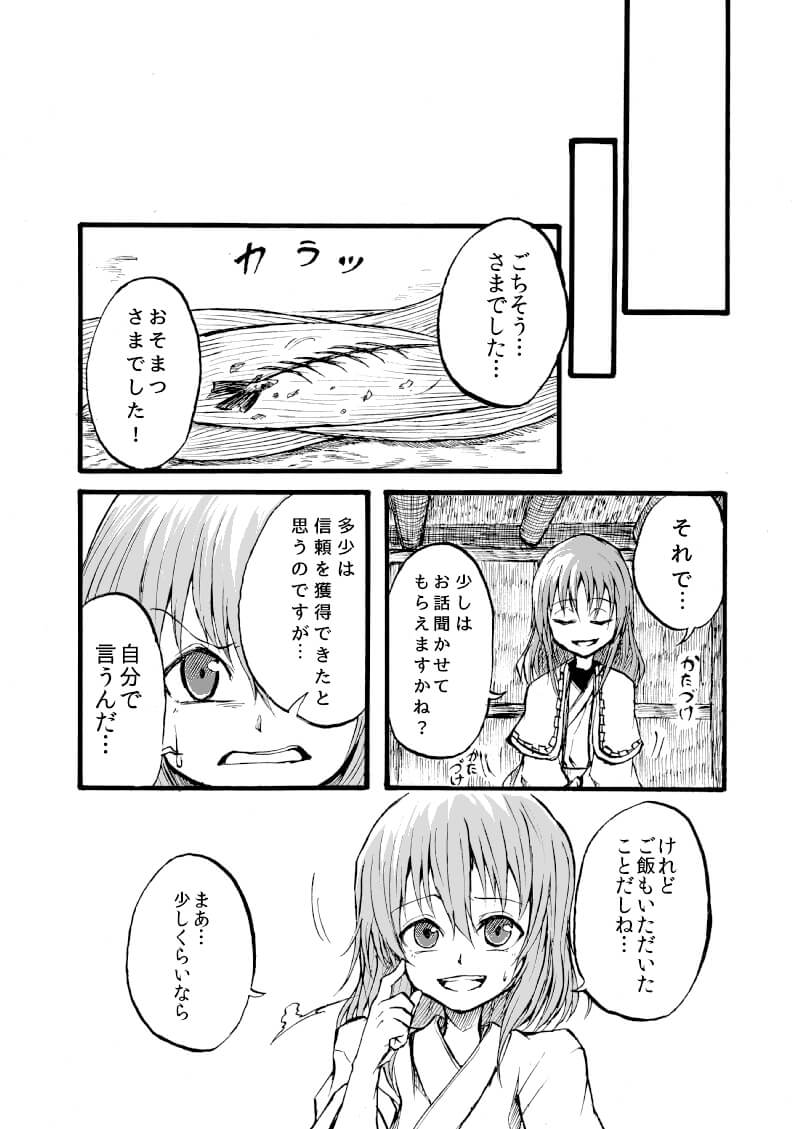 ごちそう…
さまでした…
カラッ
おそまつ
さまでした！
それで…
少しは
お話聞かせて
もらえますかね？
かたづけ
かた
づけ
多少は
信頼を獲得できたと
思うのですが…
自分で
言うんだ…
けれど
ご飯もいただいた
ことだしね…
まあ…
少しくらいなら